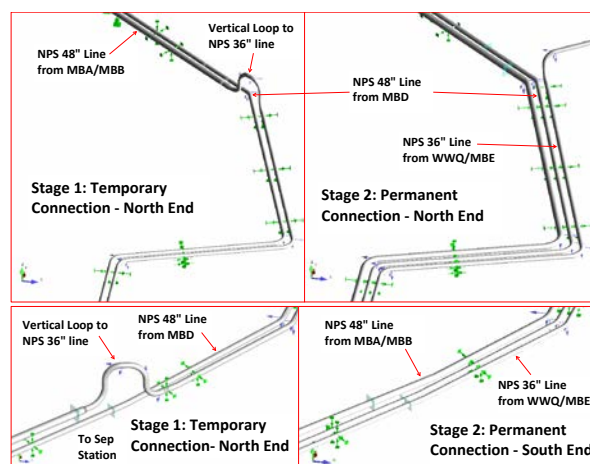 Vertical Loop to
NPS 36" line
NPS 48" Line
from MBA/MBB
Stage 1: Temporary
Connection - North End
NPS 48" Line
from MBD
NPS 36" Line
from WWQ/MBE
Stage 2: Permanent
Connection - North End
Vertical Loop to
NPS 36" line
NPS 48" Line
from MBD
To Sep
Station
Stage 1: Temporary
Connection- North End
NPS 48" Line
from MBA/MBB
NPS 36" Line
from WWQ/MBE
Stage 2: Permanent
Connection - South End